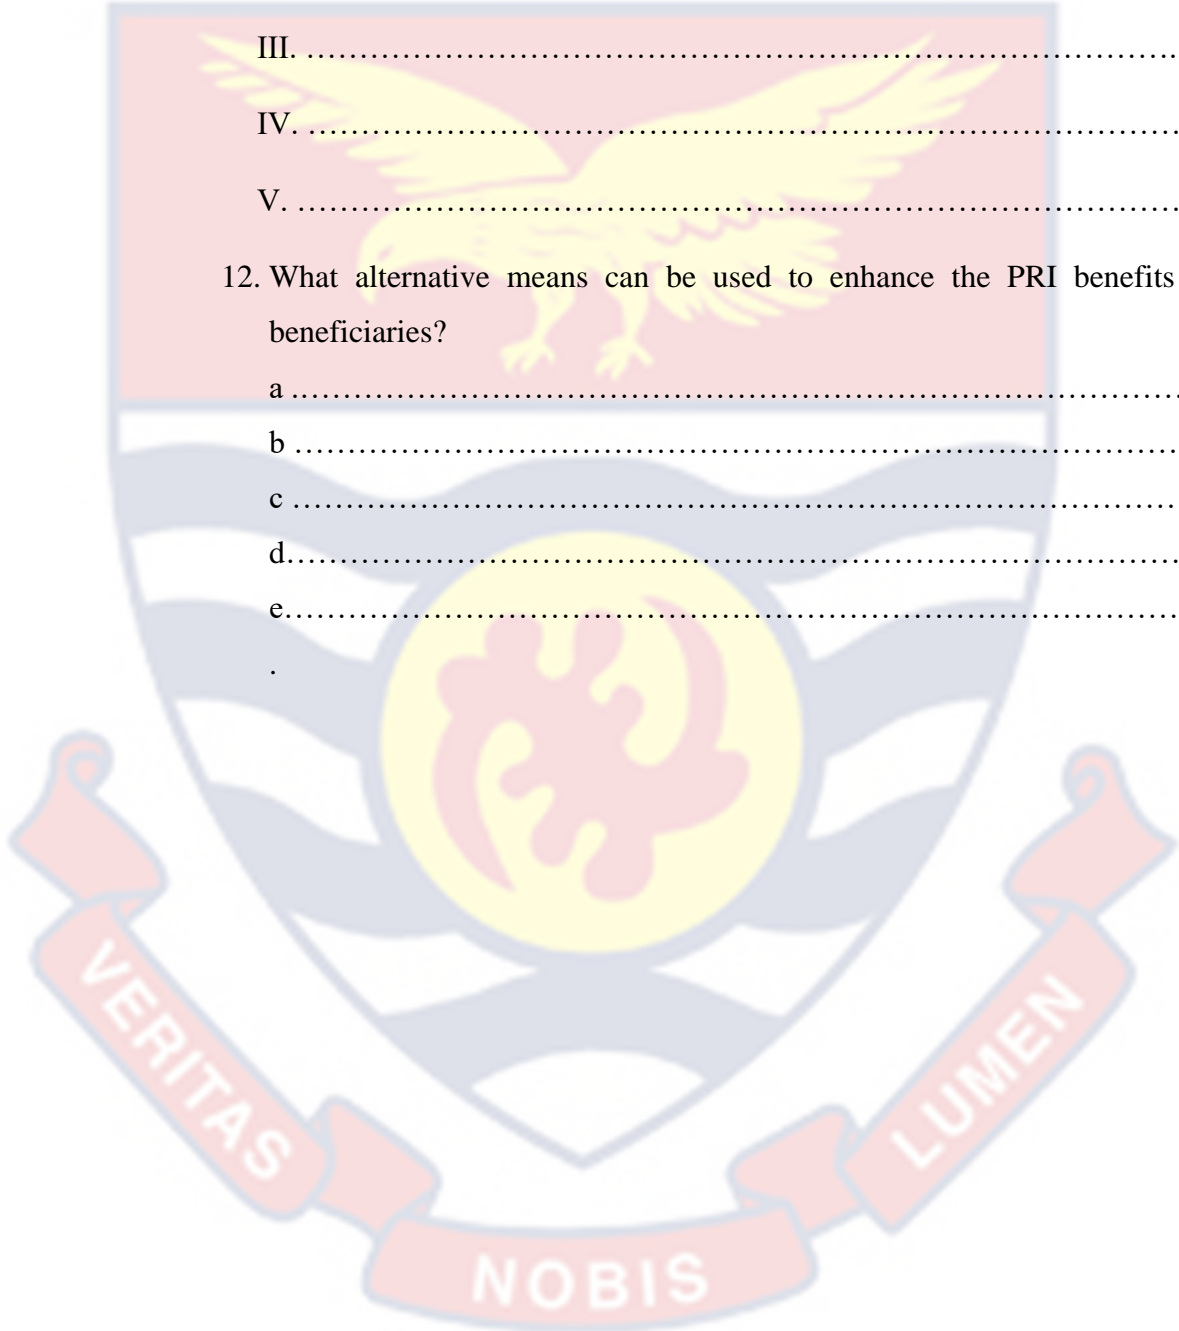 III. ……………………………………………………………………….
IV. ………………………………………………………………………
V. ……………………………………………………………………….
12. What alternative means can be used to enhance the PRI benefits
beneficiaries?
a ………………………………………………………………………
b ………………………………………………………………………
c ………………………………………………………………………
d………………………………………………………………………
e………………………………………………………………………
.
VERITAS
NOBIS
LUMEN